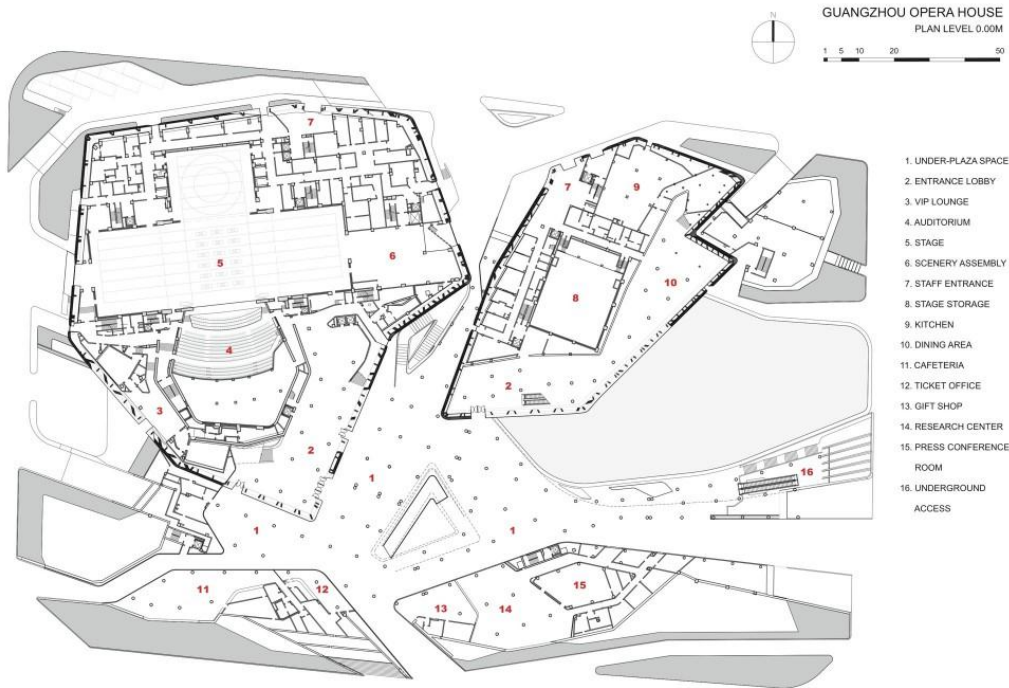 GUANGZHOU OPERA HOUSE
PLAN LEVEL 0.00M
N
1 5 10 20 50
1. UNDER-PLAZA SPACE
2. ENTRANCE LOBBY
3. VIP LOUNGE
4. AUDITORIUM
5. STAGE
6. SCENERY ASSEMBLY
7. STAFF ENTRANCE
8. STAGE STORAGE
9. KITCHEN
10. DINING AREA
11. CAFETERIA
12. TICKET OFFICE
13. GIFT SHOP
14. RESEARCH CENTER
15. PRESS CONFERENCE
ROOM
16. UNDERGROUND
ACCESS
7
7
9
6
5
10
8
4
2
3
2
1
16
1
1
15
11
12
13
14